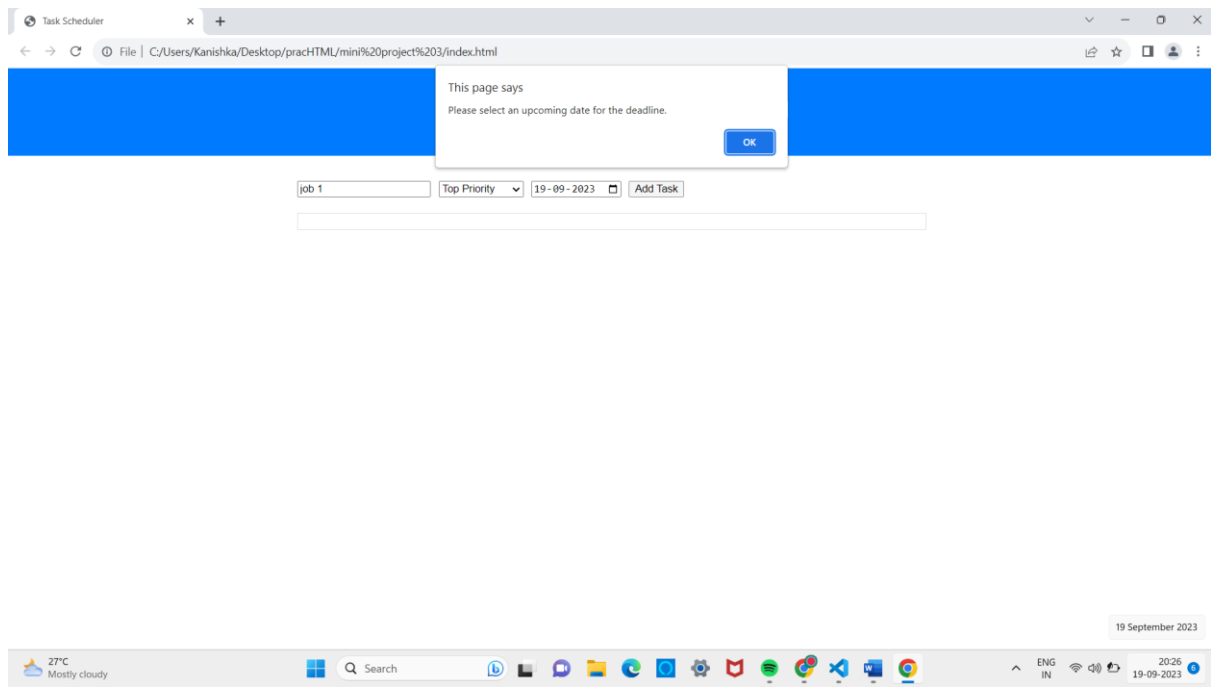 Task Scheduler
File | C:/Users/Kanishka/Desktop/pracHTML/mini%20project%203/index.html
This page says
Please select an upcoming date for the deadline.
OK
job 1 Top Priority 19-09-2023 Add Task
19 September 2023
27°C
Mostly cloudy
Search
ENG
IN
20:26
19-09-2023
6